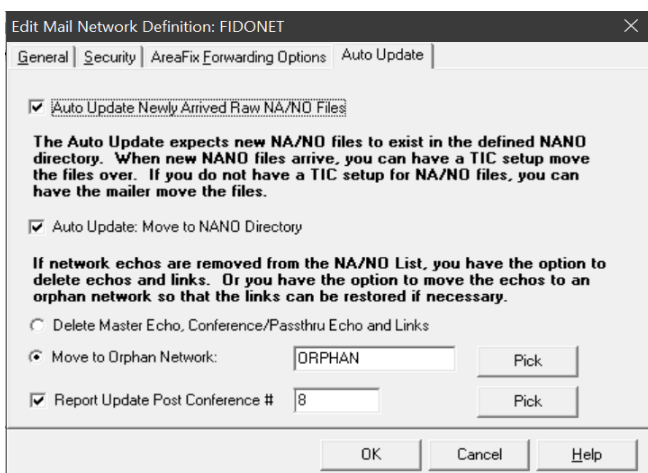 Edit Mail Network Definition: FIDONET
General Security AreaFix Forwarding Options Auto Update
Auto Update Newly Arrived Raw NA/NO Files
The Auto Update expects new NA/NO files to exist in the defined NANO
directory. When new NANO files arrive, you can have a TIC setup move
the files over. If you do not have a TIC setup for NA/NO files, you can
have the mailer move the files.
Auto Update: Move to NANO Directory
If network echos are removed from the NA/NO List, you have the option to
delete echos and links. Or you have the option to move the echos to an
orphan network so that the links can be restored if necessary.
Delete Master Echo, Conference/Passthru Echo and Links
Move to Orphan Network: ORPHAN Pick
Report Update Post Conference # 8 Pick
OK Cancel Help